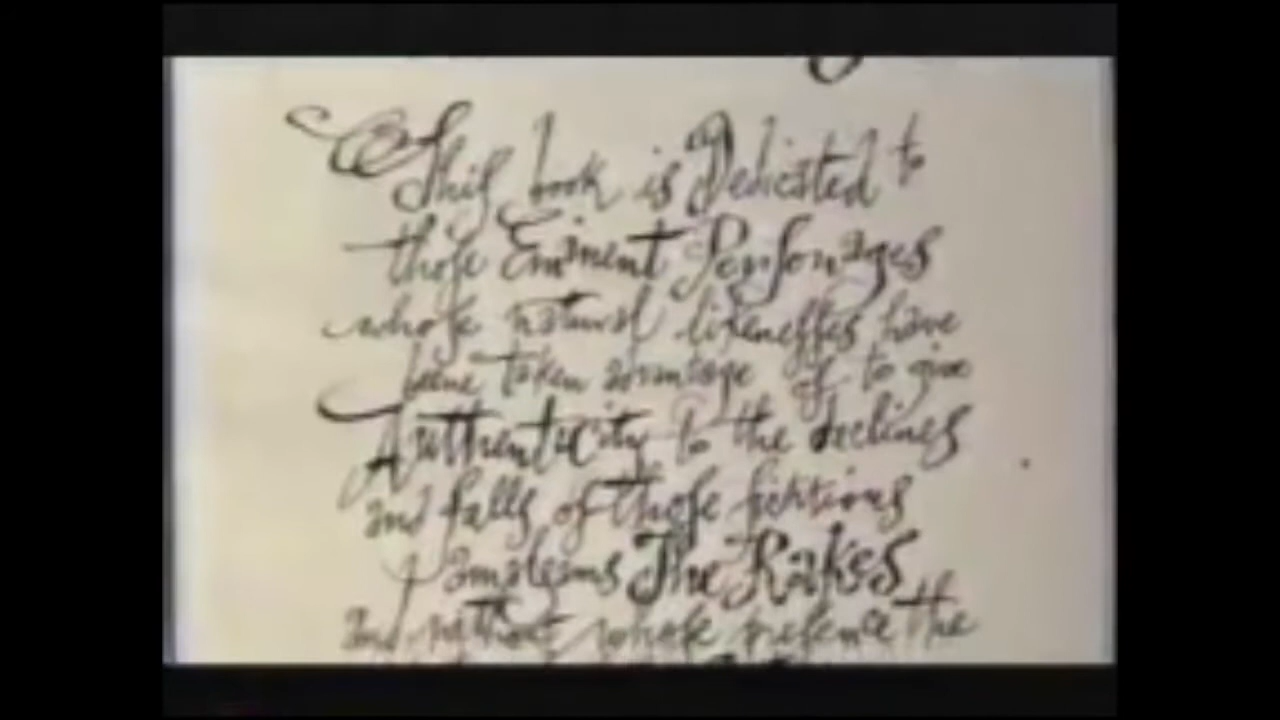 This book is Dedicated to
those Eminent Personages
whose natural likenesses have
beene taken advantage of to give
Authenticity to the declines
and falls of those fictitious
The Rakes
and without whose presence the